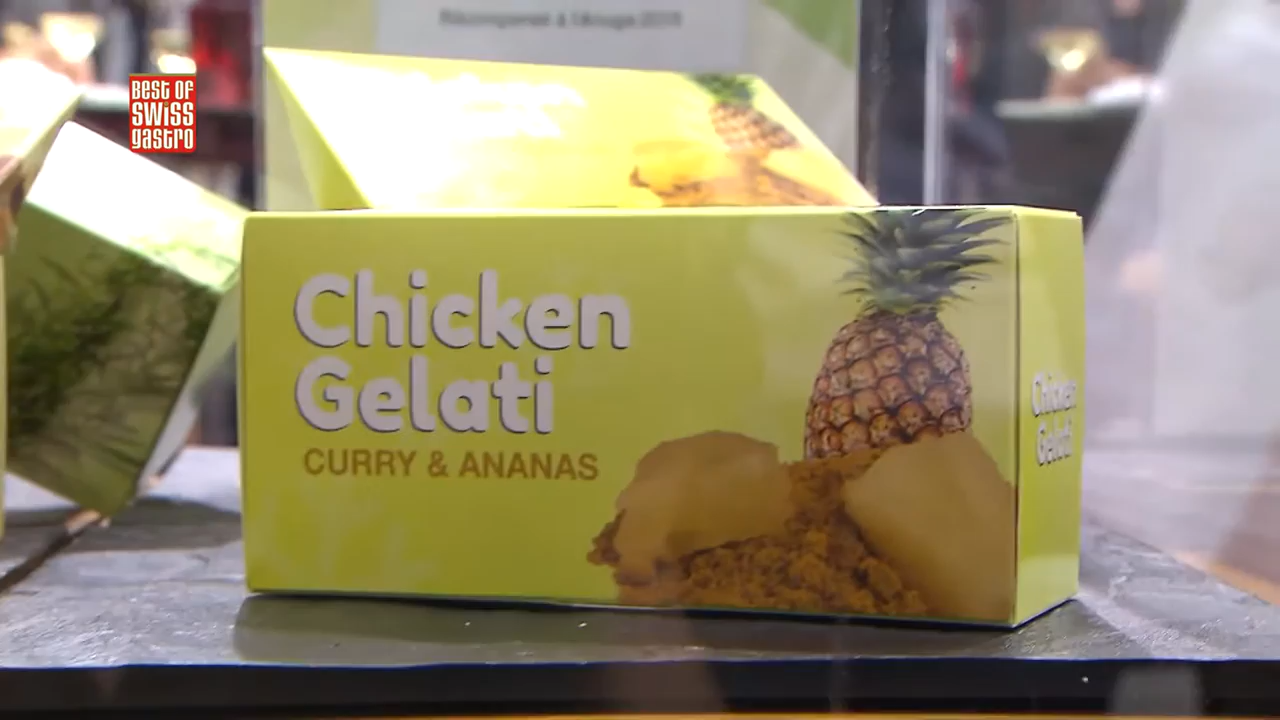 BEST OF
SWISS
gastro
Chicken
Gelati
CURRY & ANANAS
Chicken
Gelati